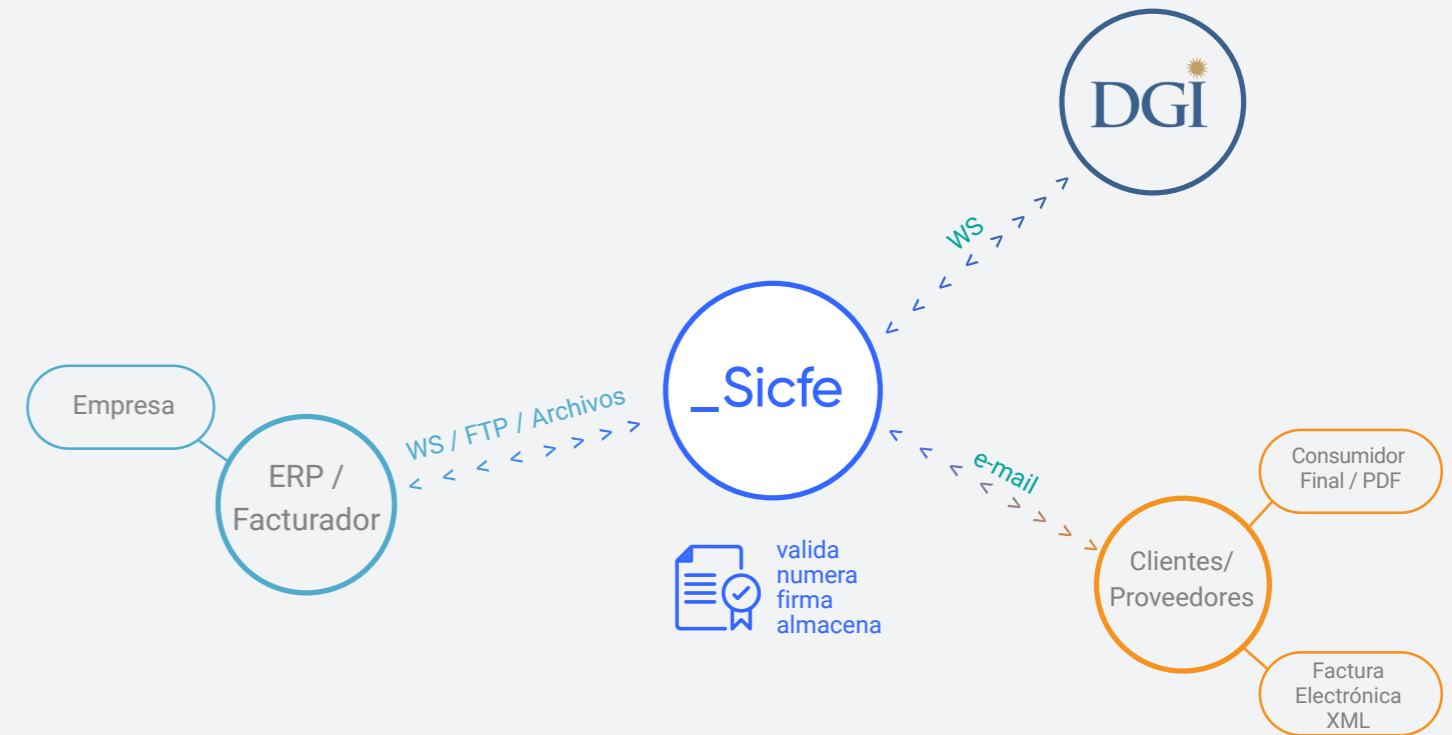 DGI
WS
_Sicfe
Empresa
WS / FTP / Archivos
ERP /
Facturador
e-mail
Consumidor
Final / PDF
Clientes/
Proveedores
valida
numera
firma
almacena
Factura
Electrónica
XML